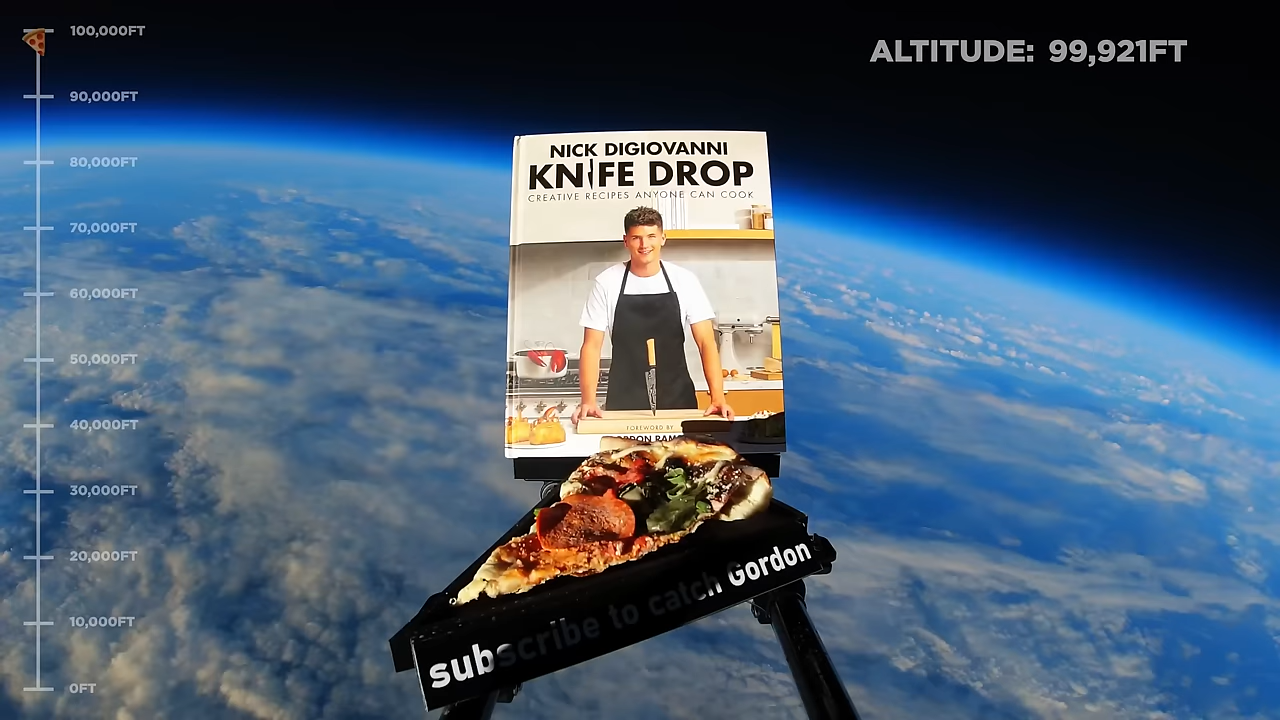 100,000FT
ALTITUDE: 99,921FT
90,000FT
80,000FT
70,000FT
60,000FT
50,000FT
40,000FT
30,000FT
20,000FT
10,000FT
0FT
NICK DIGIOVANNI
KNIFE DROP
CREATIVE RECIPES ANYONE CAN COOK
FOREWORD BY
subscribe to catch Gordon